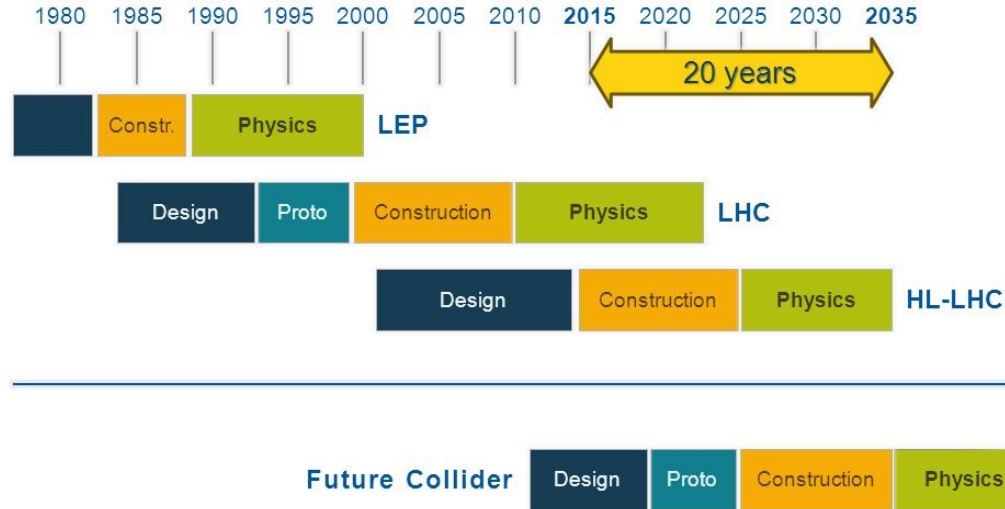 1980 1985 1990 1995 2000 2005 2010 2015 2020 2025 2030 2035
20 years
Constr. Physics LEP
Design Proto Construction Physics LHC
Design Construction Physics HL-LHC
Future Collider Design Proto Construction Physics